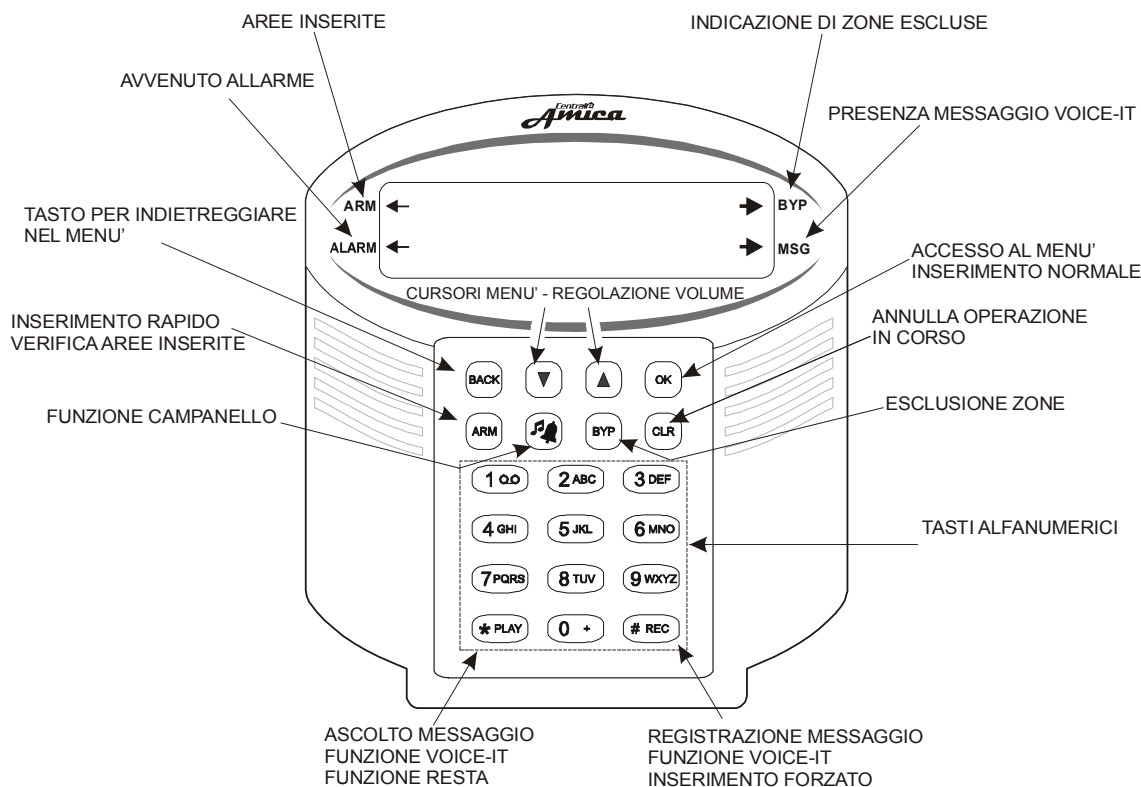 AREE INSERITE
INDICAZIONE DI ZONE ESCLUSE
AVVENUTO ALLARME
PRESENZA MESSAGGIO VOICE-IT
Centrale
Amica
ARM
BYP
TASTO PER INDIETREGGIARE
NEL MENU'
ALARM
MSG
ACCESSO AL MENU'
INSERIMENTO NORMALE
CURSORI MENU' - REGOLAZIONE VOLUME
INSERIMENTO RAPIDO
VERIFICA AREE INSERITE
ANNULLA OPERAZIONE
IN CORSO
BACK
OK
FUNZIONE CAMPANELLO
ESCLUSIONE ZONE
ARM
BYP
CLR
1
2 ABC
3 DEF
4 GHI
5 JKL
6 MNO
TASTI ALFANUMERICI
7 PQRS
8 TUV
9 WXYZ
* PLAY
0 +
# REC
ASCOLTO MESSAGGIO
FUNZIONE VOICE-IT
FUNZIONE RESTA
REGISTRAZIONE MESSAGGIO
FUNZIONE VOICE-IT
INSERIMENTO FORZATO